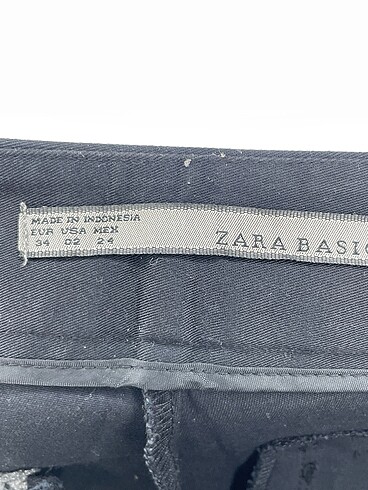 MADE IN INDONESIA
EUR USA MEX
34 02 24
ZARA BASIC